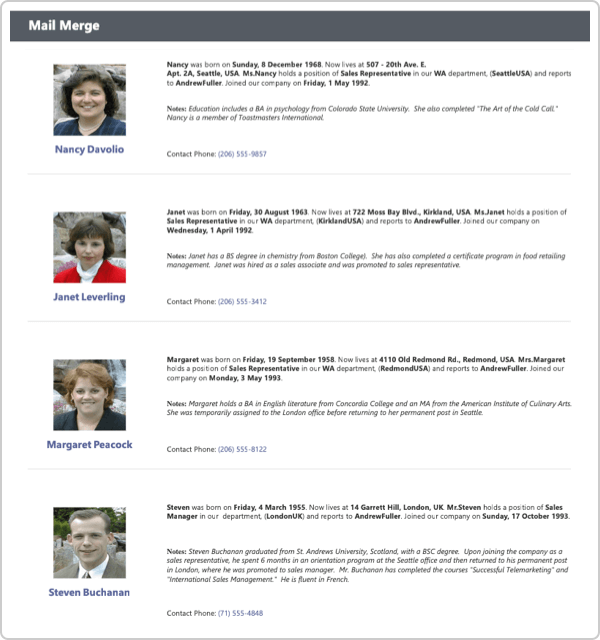 Mail Merge
Nancy was born on Sunday, 8 December 1968. Now lives at 507 - 20th Ave. E.
Apt. 2A, Seattle, USA. Ms.Nancy holds a position of Sales Representative in our WA department, (SeattleUSA) and reports
to AndrewFuller. Joined our company on Friday, 1 May 1992.
Notes: Education includes a BA in psychology from Colorado State University. She also completed "The Art of the Cold Call."
Nancy is a member of Toastmasters International.
Nancy Davolio
Contact Phone: (206) 555-9857
Janet was born on Friday, 30 August 1963. Now lives at 722 Moss Bay Blvd., Kirkland, USA. Ms.Janet holds a position of
Sales Representative in our WA department, (KirklandUSA) and reports to AndrewFuller. Joined our company on
Wednesday, 1 April 1992.
Notes: Janet has a BS degree in chemistry from Boston College). She has also completed a certificate program in food retailing
management. Janet was hired as a sales associate and was promoted to sales representative.
Janet Leverling
Contact Phone: (206) 555-3412
Margaret was born on Friday, 19 September 1958. Now lives at 4110 Old Redmond Rd., Redmond, USA. Mrs.Margaret
holds a position of Sales Representative in our WA department, (RedmondUSA) and reports to AndrewFuller. Joined our
company on Monday, 3 May 1993.
Notes: Margaret holds a BA in English literature from Concordia College and an MA from the American Institute of Culinary Arts.
She was temporarily assigned to the London office before returning to her permanent post in Seattle.
Margaret Peacock
Contact Phone: (206) 555-8122
Steven was born on Friday, 4 March 1955. Now lives at 14 Garrett Hill, London, UK. Mr.Steven holds a position of Sales
Manager in our department, (LondonUK) and reports to AndrewFuller. Joined our company on Sunday, 17 October 1993.
Notes: Steven Buchanan graduated from St. Andrews University, Scotland, with a BSC degree. Upon joining the company as a
sales representative, he spent 6 months in an orientation program at the Seattle office and then returned to his permanent post
in London, where he was promoted to sales manager. Mr. Buchanan has completed the courses "Successful Telemarketing" and
"International Sales Management." He is fluent in French.
Steven Buchanan
Contact Phone: (71) 555-4848